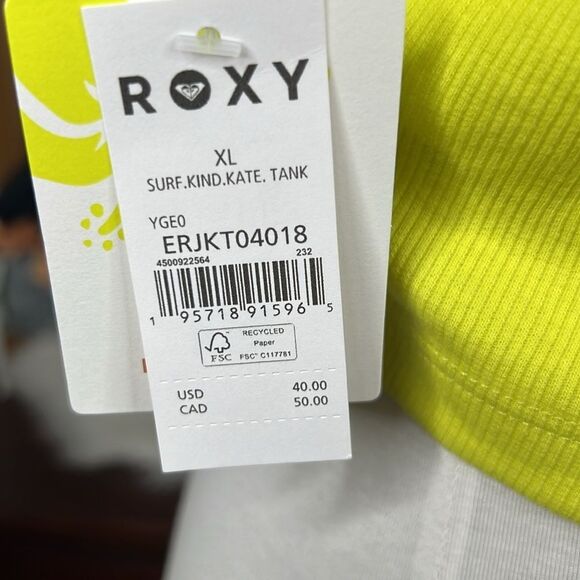 ROXY
XL
SURF.KIND.KATE. TANK
YGE0
ERJKT04018
4500922564 232
1 95718 91596 5
RECYCLED
Paper
FSC FSC™ C117781
USD 40.00
CAD 50.00